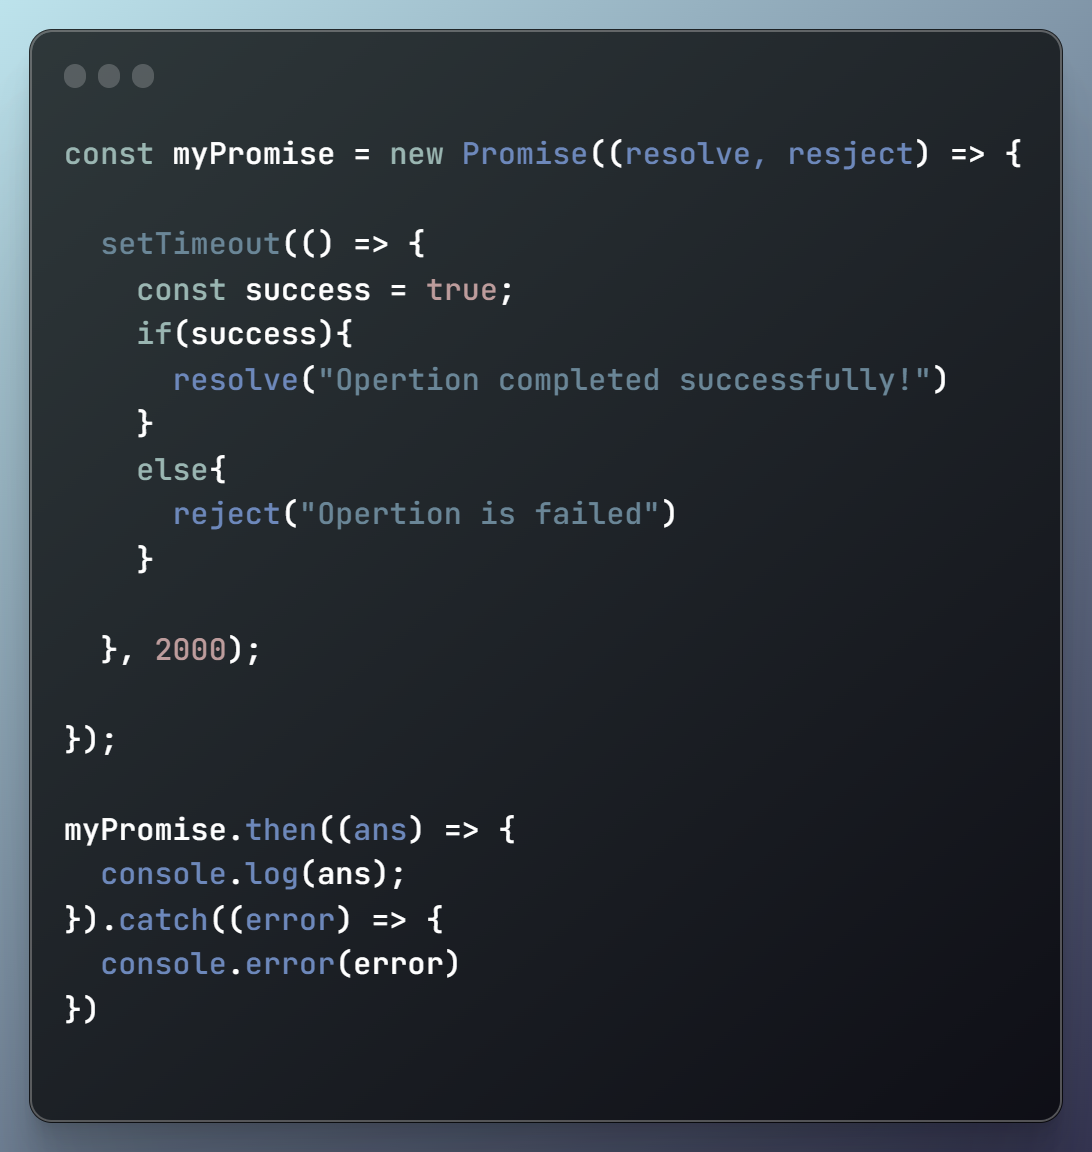 const myPromise = new Promise((resolve, resject) => {
  setTimeout(() => {
    const success = true;
    if(success){
      resolve("Opertion completed successfully!")
    }
    else{
      reject("Opertion is failed")
    }
  }, 2000);
});
myPromise.then((ans) => {
  console.log(ans);
}).catch((error) => {
  console.error(error)
})